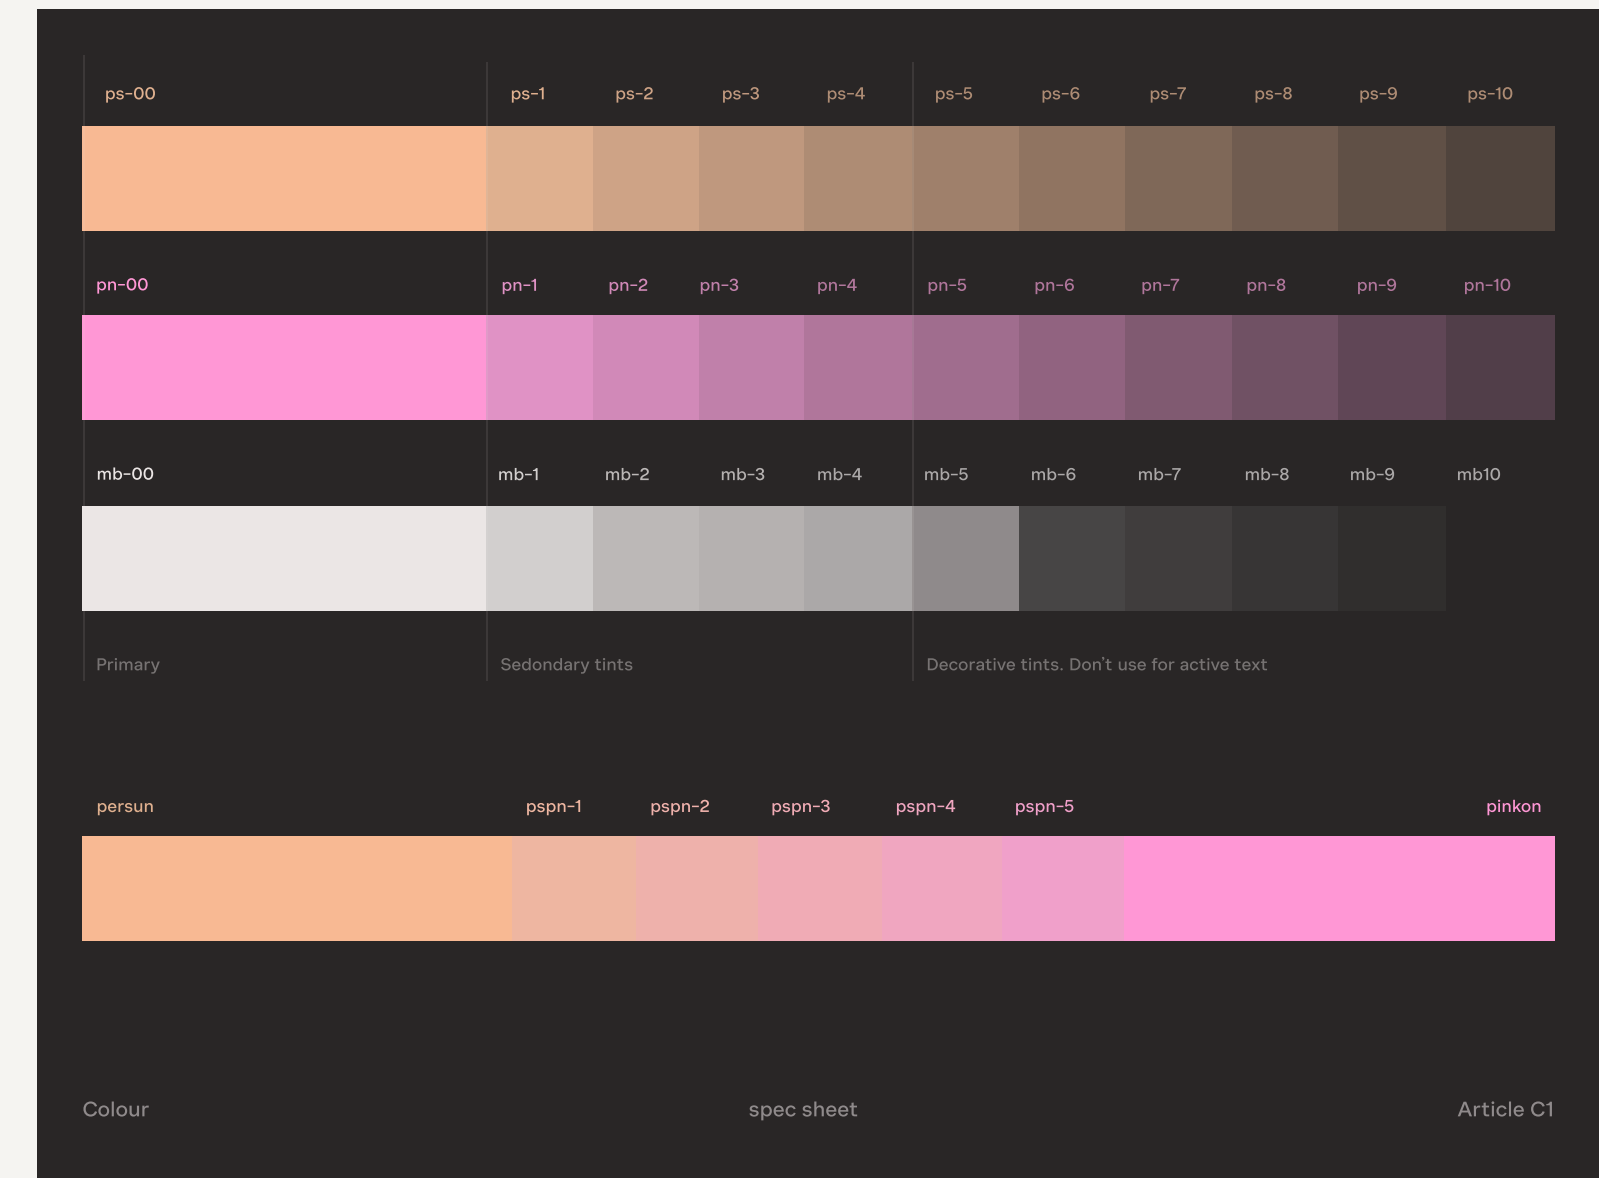 ps-00 ps-1 ps-2 ps-3 ps-4 ps-5 ps-6 ps-7 ps-8 ps-9 ps-10
pn-00 pn-1 pn-2 pn-3 pn-4 pn-5 pn-6 pn-7 pn-8 pn-9 pn-10
mb-00 mb-1 mb-2 mb-3 mb-4 mb-5 mb-6 mb-7 mb-8 mb-9 mb10
Primary Sedondary tints Decorative tints. Don't use for active text
persun pspn-1 pspn-2 pspn-3 pspn-4 pspn-5 pinkon
Colour spec sheet Article C1